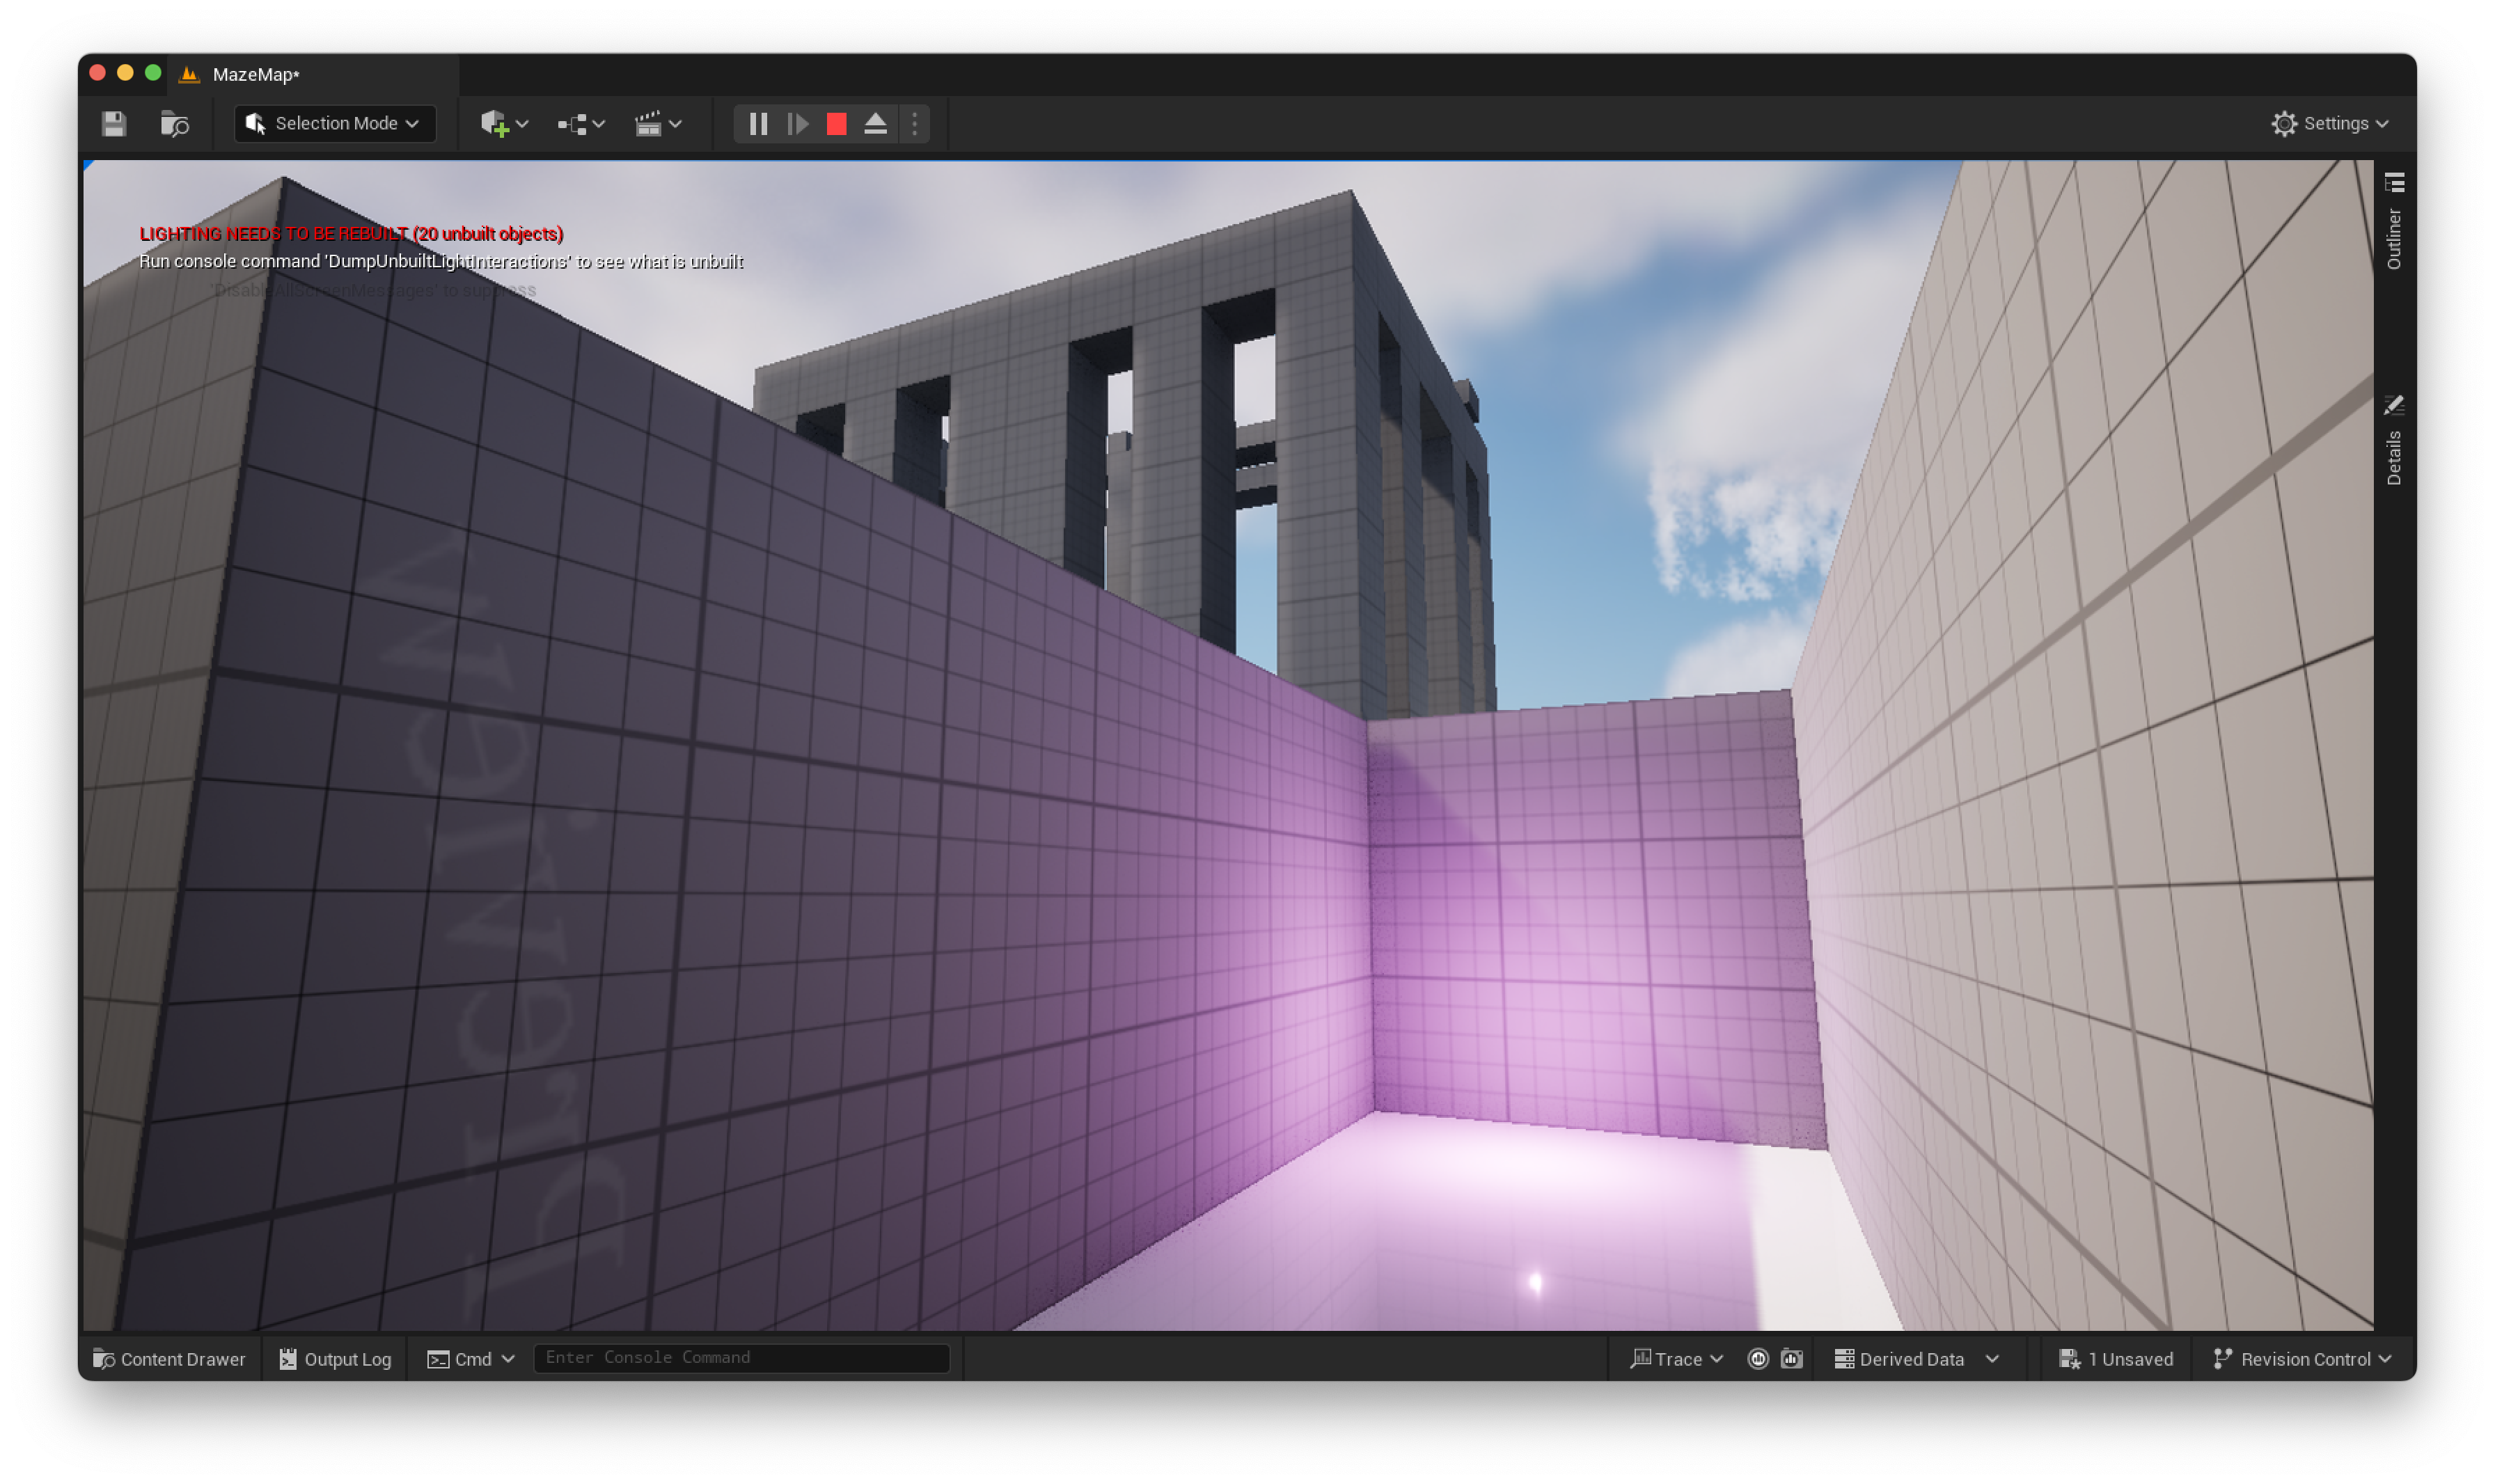 MazeMap*
Selection Mode
Settings
LIGHTING NEEDS TO BE REBUILT (20 unbuilt objects)
Run console command 'DumpUnbuiltLightInteractions' to see what is unbuilt
'DisableAllScreenMessages' to suppress
Outliner
Details
Content Drawer
Output Log
Cmd
Enter Console Command
Trace
Derived Data
1 Unsaved
Revision Control